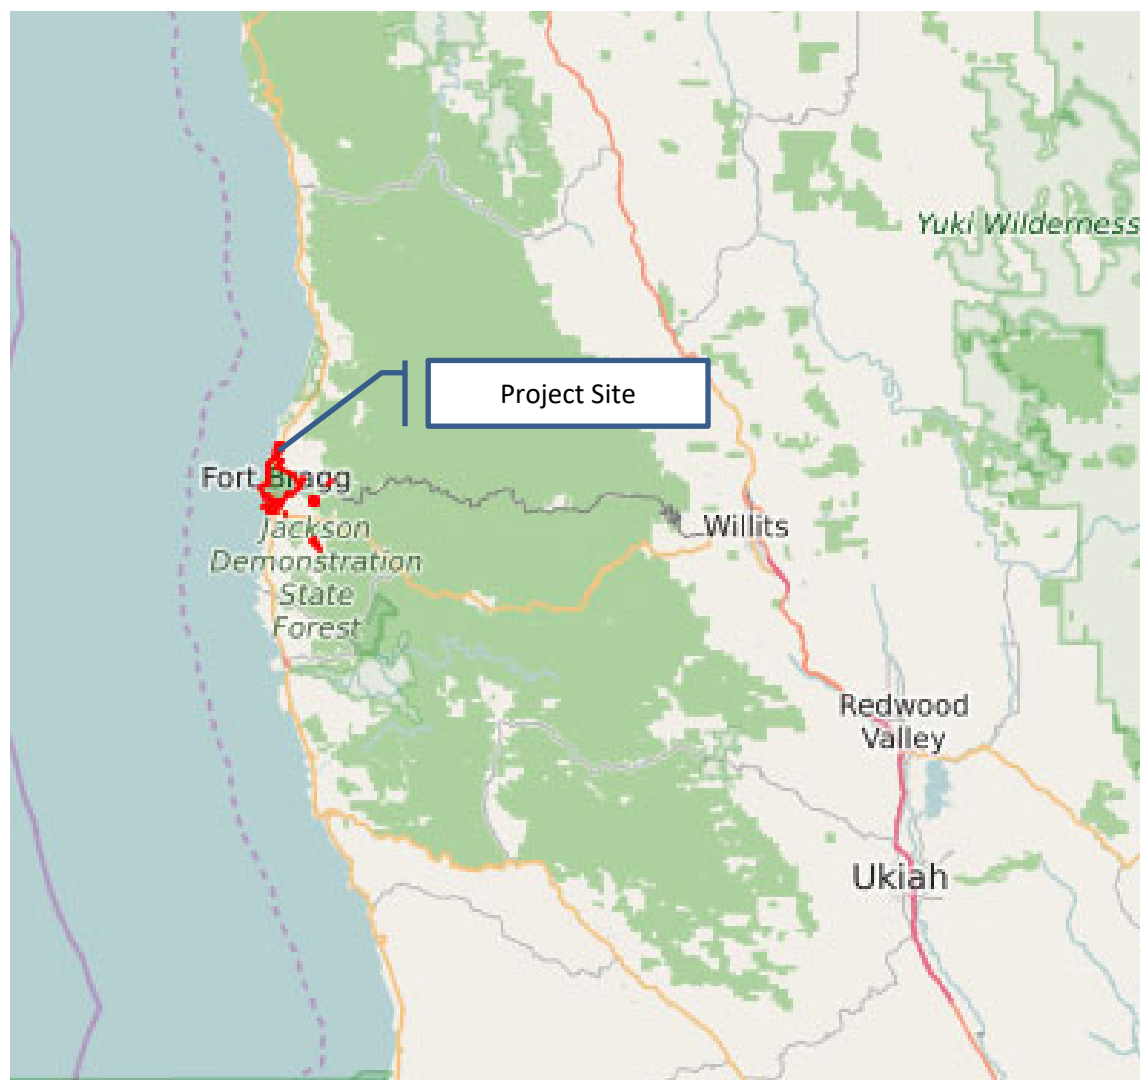 Yuki Wilderness
Project Site
Fort Bragg
Jackson
Demonstration
State
Forest
Willits
Redwood
Valley
Ukiah